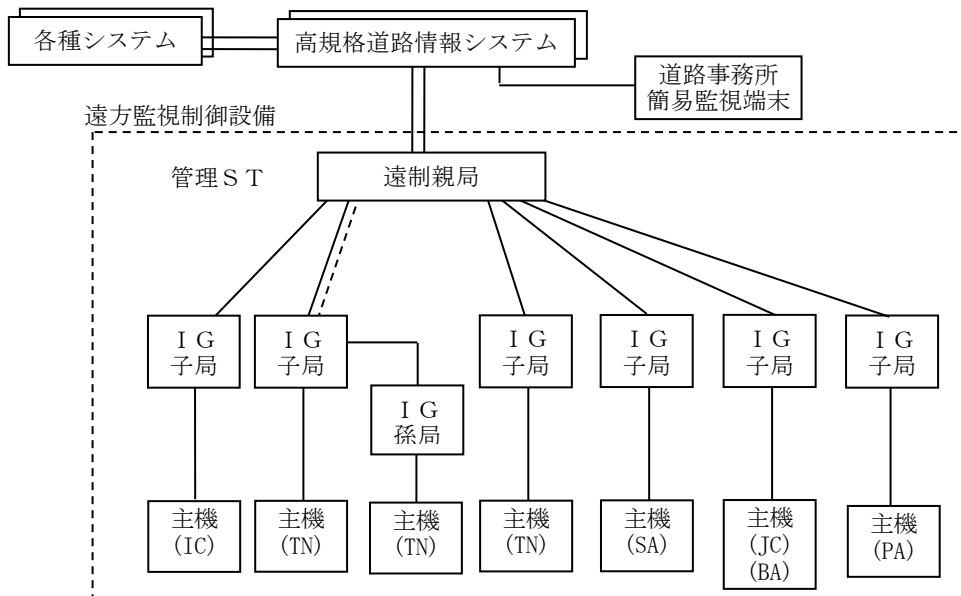 各種システム
高規格道路情報システム
道路事務所
簡易監視端末
遠方監視制御設備
管理ＳＴ
遠制親局
ＩＧ
子局
ＩＧ
子局
ＩＧ
子局
ＩＧ
子局
ＩＧ
子局
ＩＧ
子局
ＩＧ
孫局
主機
(IC)
主機
(TN)
主機
(TN)
主機
(TN)
主機
(SA)
主機
(JC)
(BA)
主機
(PA)